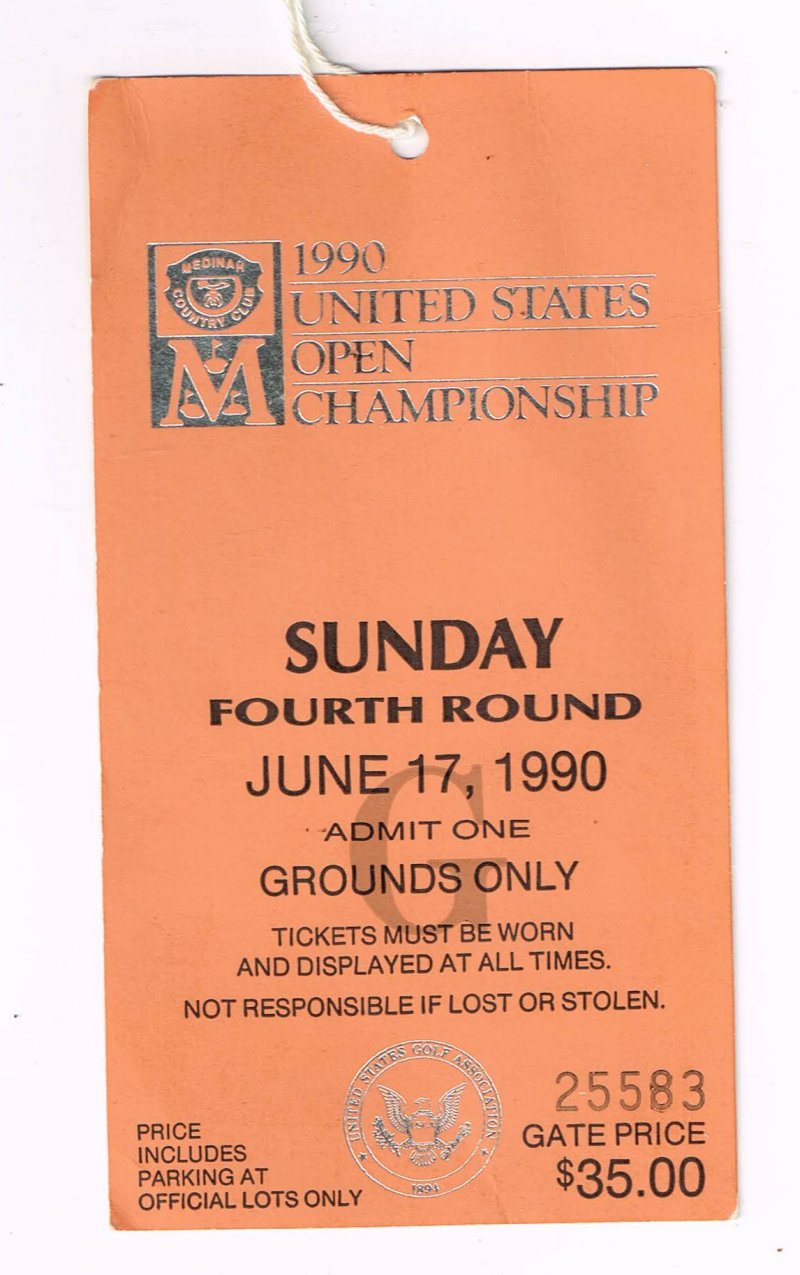 MEDINAH
COUNTRY CLUB
M
1990
UNITED STATES
OPEN
CHAMPIONSHIP
SUNDAY
FOURTH ROUND
JUNE 17, 1990
G
ADMIT ONE
GROUNDS ONLY
TICKETS MUST BE WORN
AND DISPLAYED AT ALL TIMES.
NOT RESPONSIBLE IF LOST OR STOLEN.
UNITED STATES GOLF ASSOCIATION
1894
PRICE
INCLUDES
PARKING AT
OFFICIAL LOTS ONLY
25583
GATE PRICE
$35.00